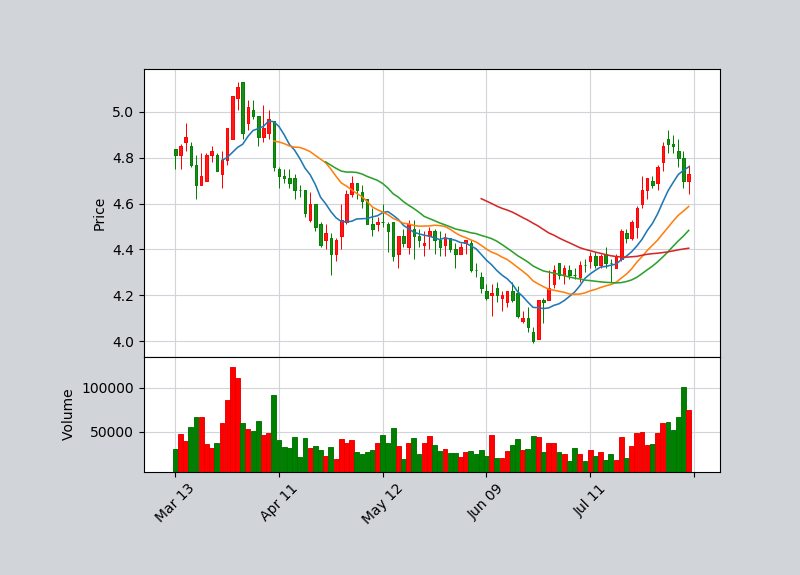 Price
5.0
4.8
4.6
4.4
4.2
4.0
Volume
100000
50000
Mar 13
Apr 11
May 12
Jun 09
Jul 11